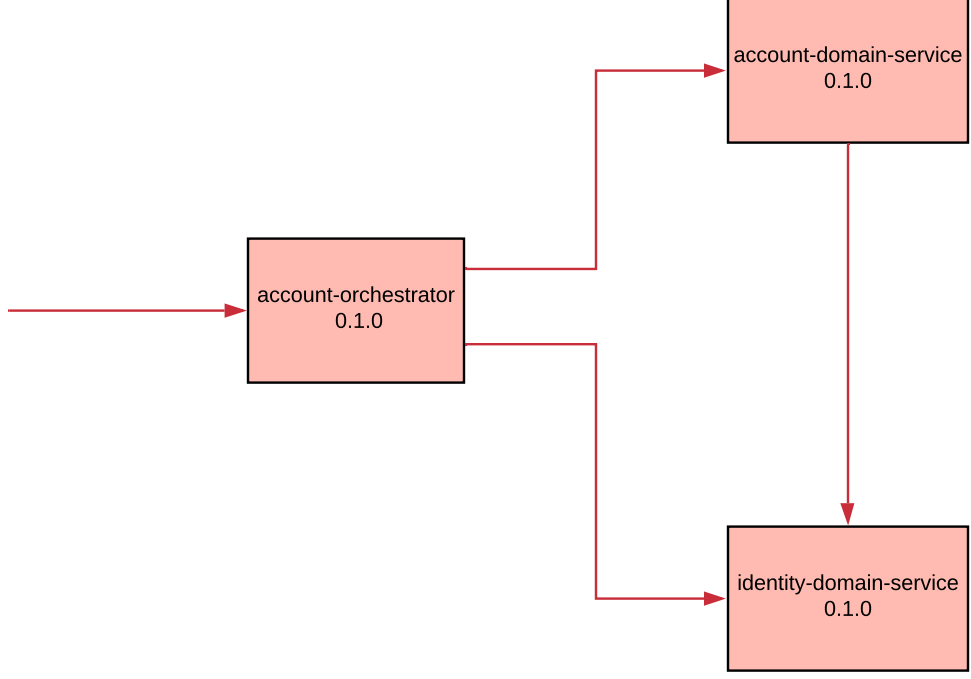 account-domain-service
0.1.0
account-orchestrator
0.1.0
identity-domain-service
0.1.0